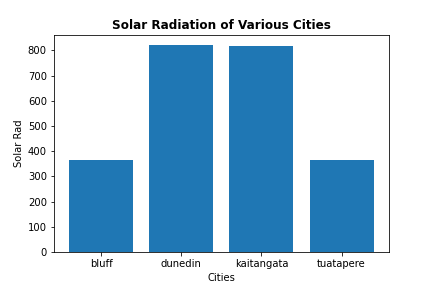 Solar Radiation of Various Cities
800
700
600
500
400
300
200
100
0
Solar Rad
bluff dunedin kaitangata tuatapere
Cities